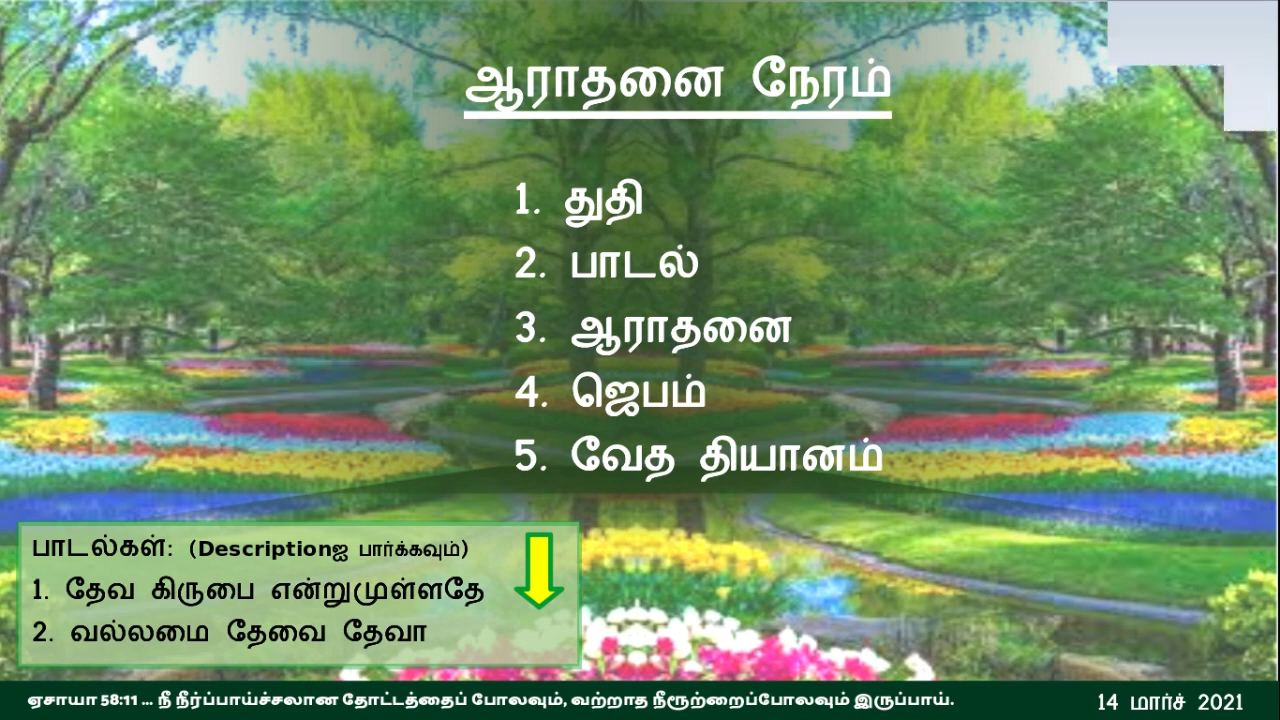 ஆராதனை நேரம்
1. துதி
2. பாடல்
3. ஆராதனை
4. ஜெபம்
5. வேத தியானம்
பாடல்கள்: (Descriptionஐ பார்க்கவும்)
1. தேவ கிருபை என்றுமுள்ளதே
2. வல்லமை தேவை தேவா
ஏசாயா 58:11 ... நீ நீர்ப்பாய்ச்சலான தோட்டத்தைப் போலவும், வற்றாத நீரூற்றைப்போலவும் இருப்பாய்.
14 மார்ச் 2021